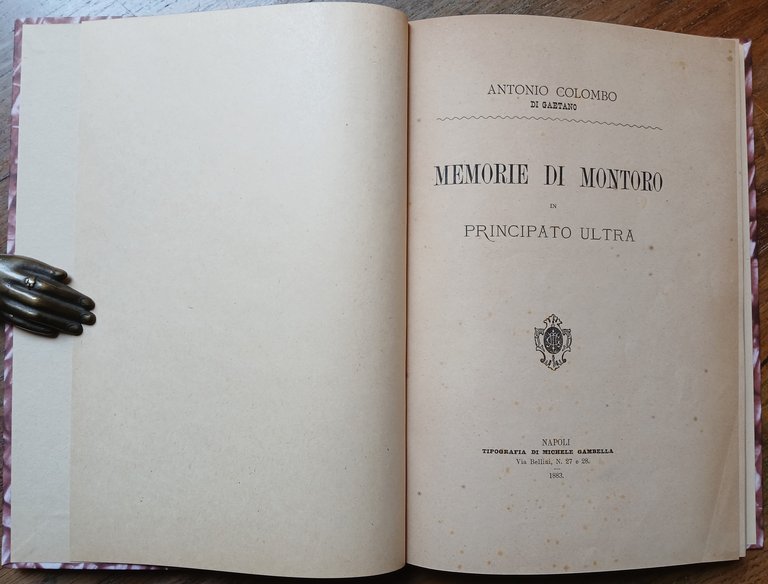 ANTONIO COLOMBO
DI GAETANO
MEMORIE DI MONTORO
IN
PRINCIPATO ULTRA
NAPOLI
TIPOGRAFIA DI MICHELE GAMBELLA
Via Bellini, N. 27 e 28.
1883.